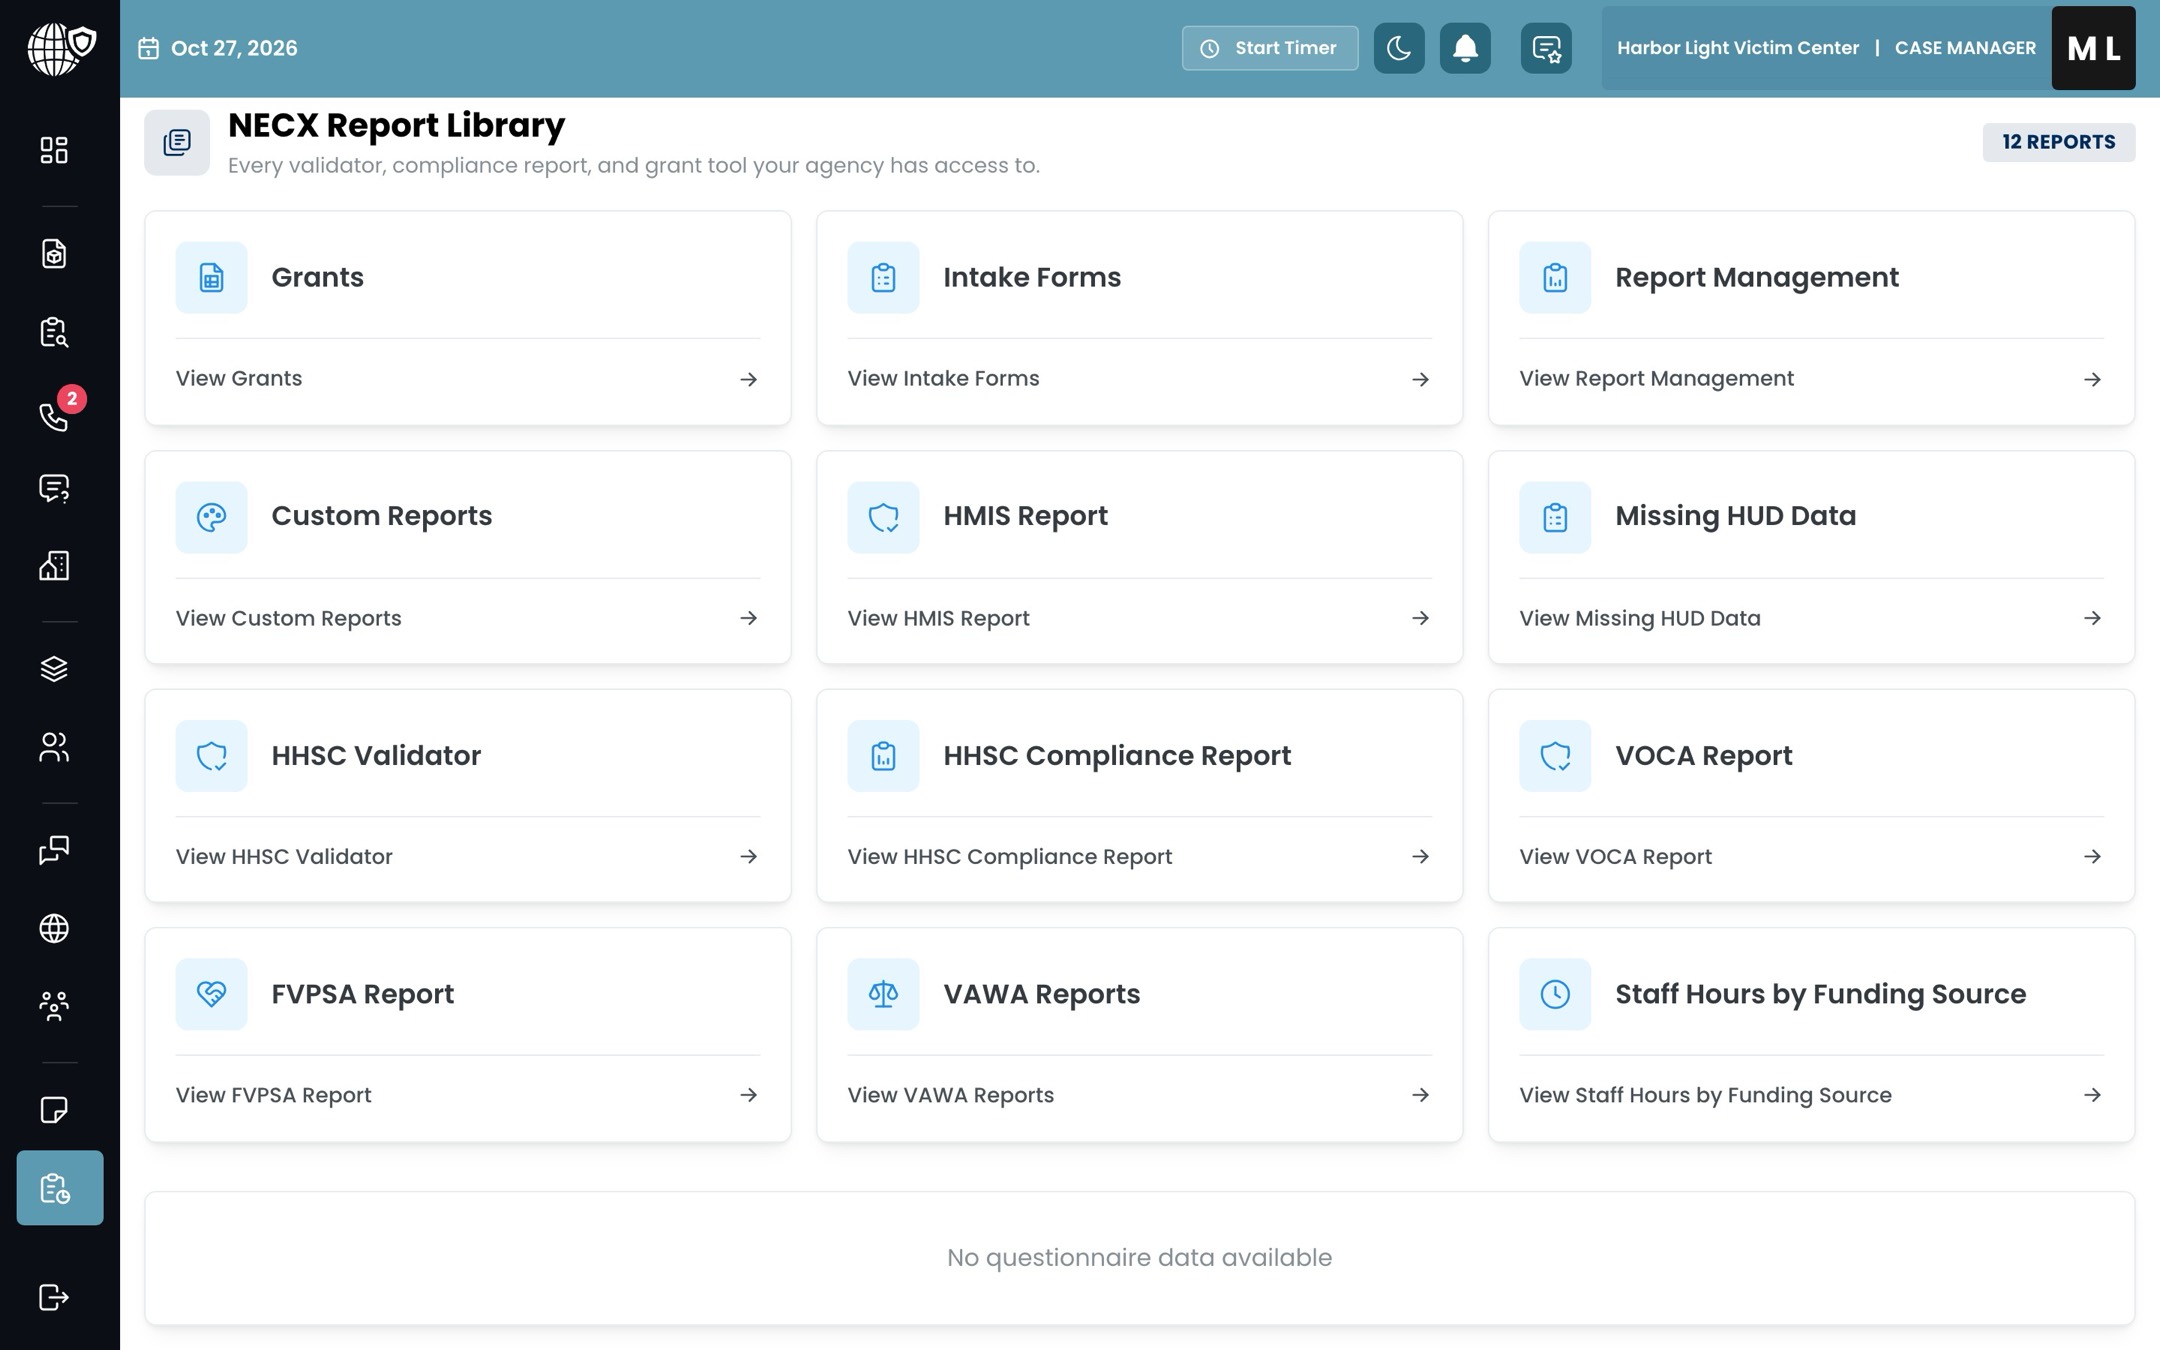 Oct 27, 2026
Start Timer
Harbor Light Victim Center | CASE MANAGER
M L
NECX Report Library
Every validator, compliance report, and grant tool your agency has access to.
12 REPORTS
2
Grants
View Grants
Intake Forms
View Intake Forms
Report Management
View Report Management
Custom Reports
View Custom Reports
HMIS Report
View HMIS Report
Missing HUD Data
View Missing HUD Data
HHSC Validator
View HHSC Validator
HHSC Compliance Report
View HHSC Compliance Report
VOCA Report
View VOCA Report
FVPSA Report
View FVPSA Report
VAWA Reports
View VAWA Reports
Staff Hours by Funding Source
View Staff Hours by Funding Source
No questionnaire data available